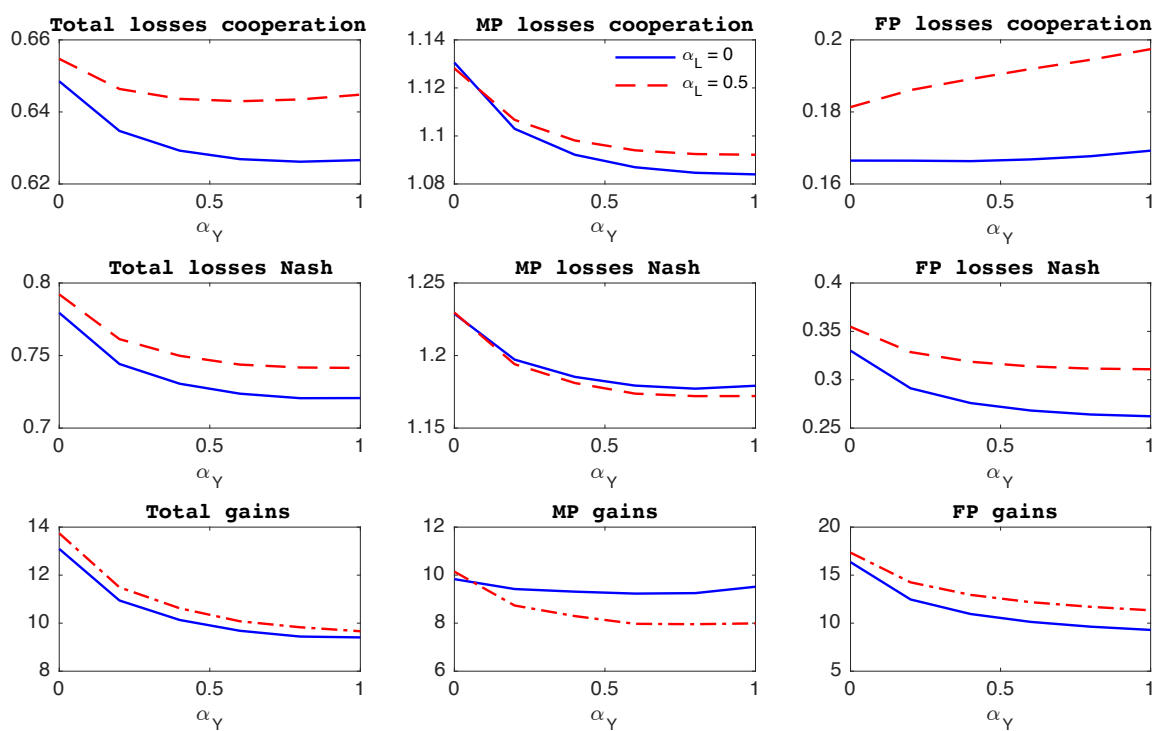 Total losses cooperation
0.66
0.64
0.62
0
0.5
1
α_Y
MP losses cooperation
1.14
1.12
1.1
1.08
0
0.5
1
α_Y
α_L = 0
α_L = 0.5
FP losses cooperation
0.2
0.18
0.16
0
0.5
1
α_Y
Total losses Nash
0.8
0.75
0.7
0
0.5
1
α_Y
MP losses Nash
1.25
1.2
1.15
0
0.5
1
α_Y
FP losses Nash
0.4
0.35
0.3
0.25
0
0.5
1
α_Y
Total gains
14
12
10
8
0
0.5
1
α_Y
MP gains
12
10
8
6
0
0.5
1
α_Y
FP gains
20
15
10
5
0
0.5
1
α_Y